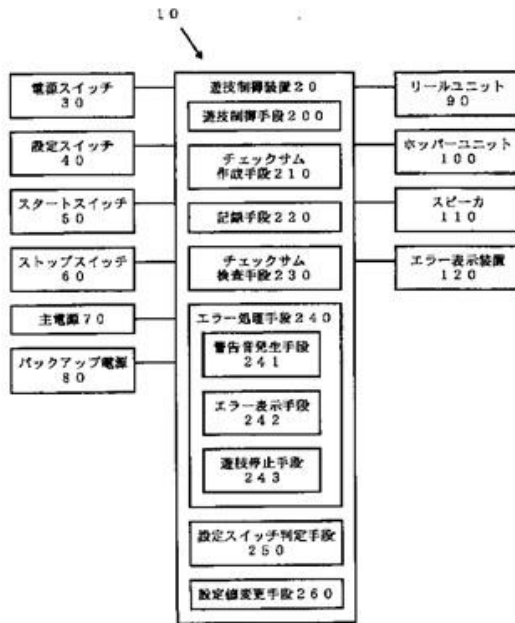 10
電源スイッチ
30
設定スイッチ
40
スタートスイッチ
50
ストップスイッチ
60
主電源70
バックアップ電源
80
遊技制御装置20
遊技制御手段200
チェックサム
作成手段210
記録手段220
チェックサム
検査手段230
エラー処理手段240
警告音発生手段
241
エラー表示手段
242
遊技停止手段
243
設定スイッチ判定手段
250
設定値変更手段260
リールユニット
90
ホッパーユニット
100
スピーカ
110
エラー表示装置
120